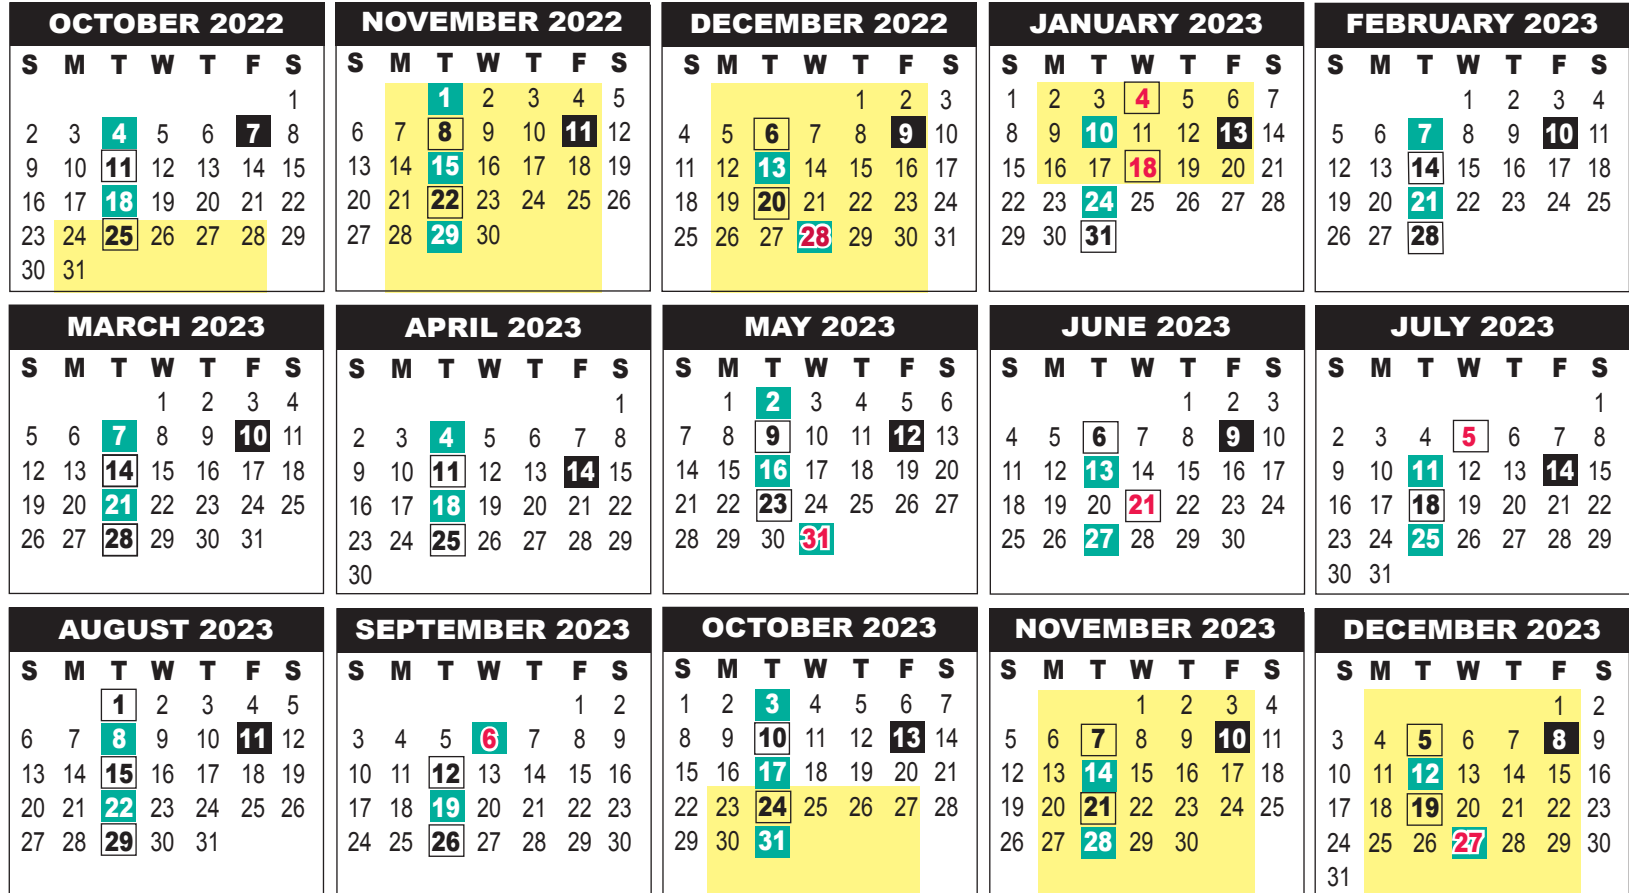 OCTOBER 2022
S M T W T F S
1
2 3 4 5 6 7 8
9 10 11 12 13 14 15
16 17 18 19 20 21 22
23 24 25 26 27 28 29
30 31
NOVEMBER 2022
S M T W T F S
1 2 3 4 5
6 7 8 9 10 11 12
13 14 15 16 17 18 19
20 21 22 23 24 25 26
27 28 29 30
DECEMBER 2022
S M T W T F S
1 2 3
4 5 6 7 8 9 10
11 12 13 14 15 16 17
18 19 20 21 22 23 24
25 26 27 28 29 30 31
JANUARY 2023
S M T W T F S
1 2 3 4 5 6 7
8 9 10 11 12 13 14
15 16 17 18 19 20 21
22 23 24 25 26 27 28
29 30 31
FEBRUARY 2023
S M T W T F S
1 2 3 4
5 6 7 8 9 10 11
12 13 14 15 16 17 18
19 20 21 22 23 24 25
26 27 28
MARCH 2023
S M T W T F S
1 2 3 4
5 6 7 8 9 10 11
12 13 14 15 16 17 18
19 20 21 22 23 24 25
26 27 28 29 30 31
APRIL 2023
S M T W T F S
1
2 3 4 5 6 7 8
9 10 11 12 13 14 15
16 17 18 19 20 21 22
23 24 25 26 27 28 29
30
MAY 2023
S M T W T F S
1 2 3 4 5 6
7 8 9 10 11 12 13
14 15 16 17 18 19 20
21 22 23 24 25 26 27
28 29 30 31
JUNE 2023
S M T W T F S
1 2 3
4 5 6 7 8 9 10
11 12 13 14 15 16 17
18 19 20 21 22 23 24
25 26 27 28 29 30
JULY 2023
S M T W T F S
1
2 3 4 5 6 7 8
9 10 11 12 13 14 15
16 17 18 19 20 21 22
23 24 25 26 27 28 29
30 31
AUGUST 2023
S M T W T F S
1 2 3 4 5
6 7 8 9 10 11 12
13 14 15 16 17 18 19
20 21 22 23 24 25 26
27 28 29 30 31
SEPTEMBER 2023
S M T W T F S
1 2
3 4 5 6 7 8 9
10 11 12 13 14 15 16
17 18 19 20 21 22 23
24 25 26 27 28 29 30
OCTOBER 2023
S M T W T F S
1 2 3 4 5 6 7
8 9 10 11 12 13 14
15 16 17 18 19 20 21
22 23 24 25 26 27 28
29 30 31
NOVEMBER 2023
S M T W T F S
1 2 3 4
5 6 7 8 9 10 11
12 13 14 15 16 17 18
19 20 21 22 23 24 25
26 27 28 29 30
DECEMBER 2023
S M T W T F S
1 2
3 4 5 6 7 8 9
10 11 12 13 14 15 16
17 18 19 20 21 22 23
24 25 26 27 28 29 30
31